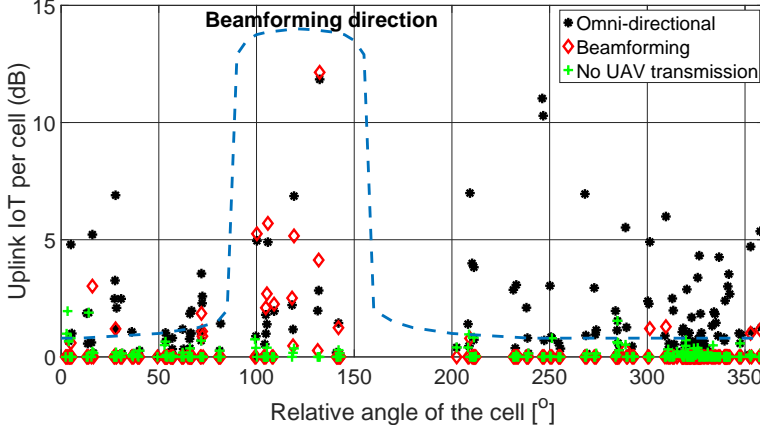 Beamforming direction
15
10
5
0
Uplink IoT per cell (dB)
Omni-directional
Beamforming
No UAV transmission
0 50 100 150 200 250 300 350
Relative angle of the cell [o]